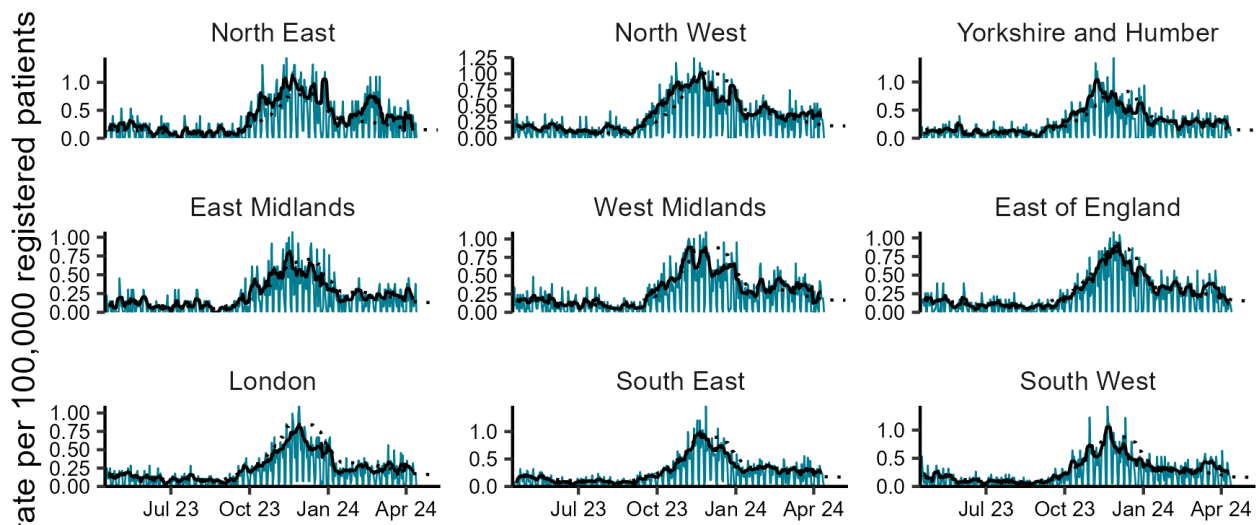 rate per 100,000 registered patients
North East
North West
Yorkshire and Humber
1.0
0.5
0.0
1.25
1.00
0.75
0.50
0.25
0.00
1.0
0.5
0.0
East Midlands
West Midlands
East of England
1.00
0.75
0.50
0.25
0.00
1.00
0.75
0.50
0.25
0.00
1.00
0.75
0.50
0.25
0.00
London
South East
South West
1.00
0.75
0.50
0.25
0.00
1.0
0.5
0.0
1.0
0.5
0.0
Jul 23 Oct 23 Jan 24 Apr 24
Jul 23 Oct 23 Jan 24 Apr 24
Jul 23 Oct 23 Jan 24 Apr 24